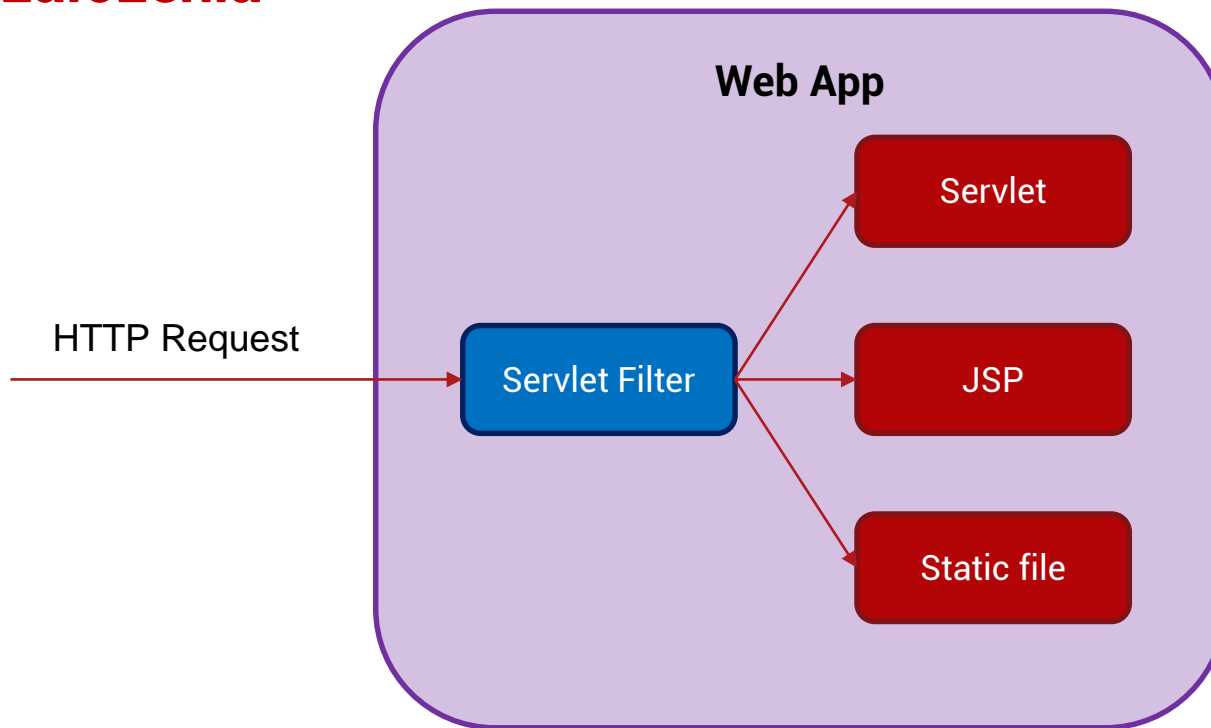 Web App
Servlet
HTTP Request
Servlet Filter
JSP
Static file